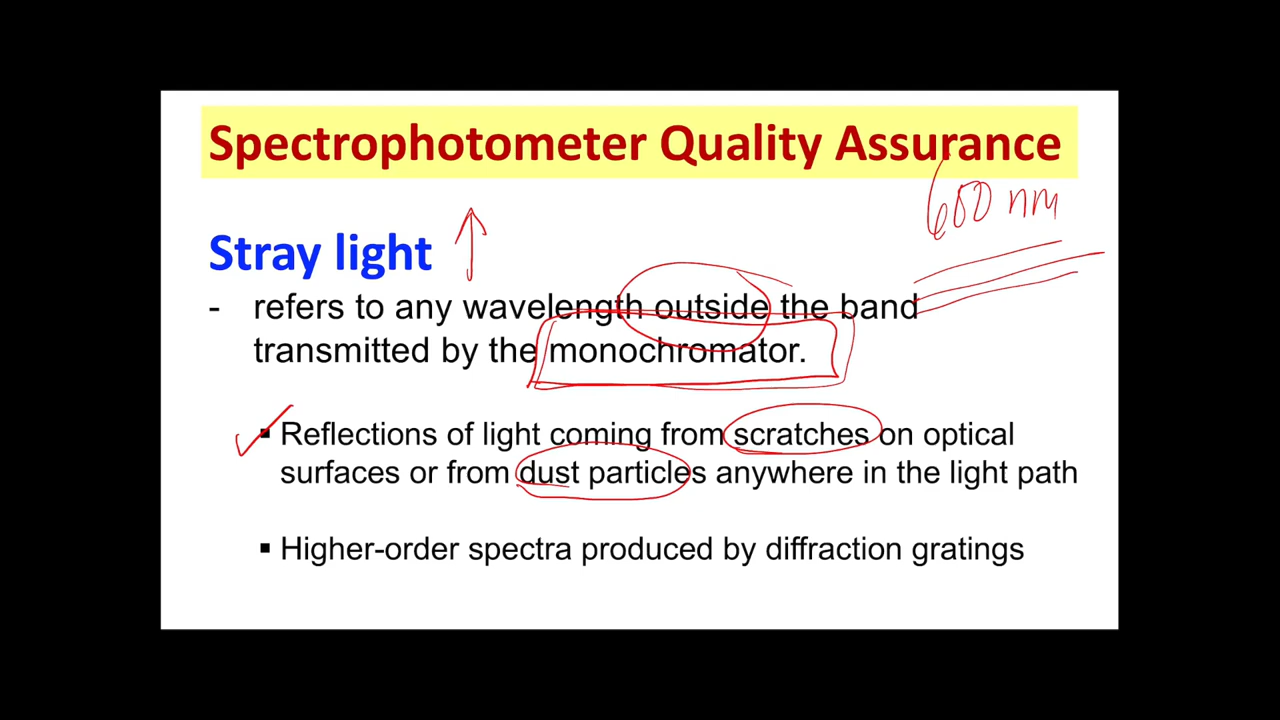 Spectrophotometer Quality Assurance
600 nm
Stray light
- refers to any wavelength outside the band
transmitted by the monochromator.
▪ Reflections of light coming from scratches on optical
surfaces or from dust particles anywhere in the light path
▪ Higher-order spectra produced by diffraction gratings